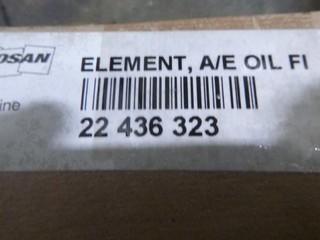 OSAN
ELEMENT, A/E OIL FI
ine
22 436 323